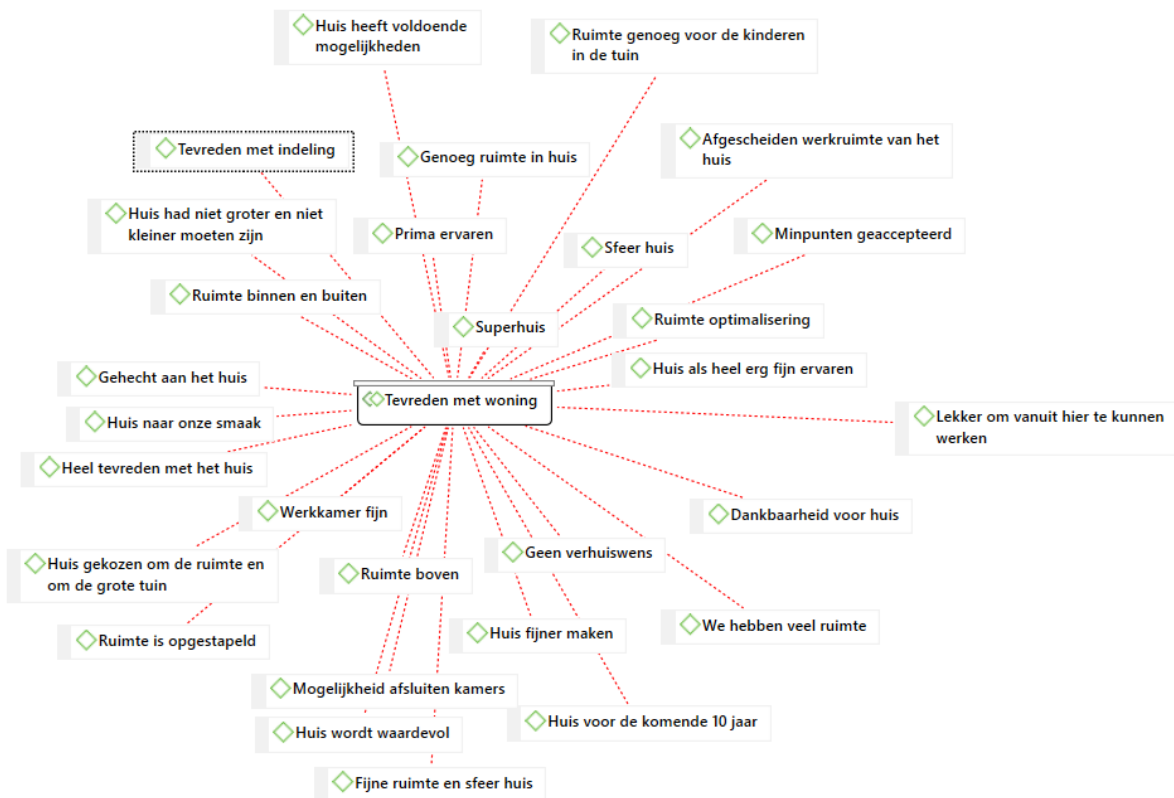 Huis heeft voldoende
mogelijkheden
Ruimte genoeg voor de kinderen
in de tuin
Tevreden met indeling
Genoeg ruimte in huis
Afgescheiden werkruimte van het
huis
Huis had niet groter en niet
kleiner moeten zijn
Prima ervaren
Sfeer huis
Minpunten geaccepteerd
Ruimte binnen en buiten
Superhuis
Ruimte optimalisering
Gehecht aan het huis
Huis als heel erg fijn ervaren
Tevreden met woning
Huis naar onze smaak
Lekker om vanuit hier te kunnen
werken
Heel tevreden met het huis
Werkkamer fijn
Dankbaarheid voor huis
Huis gekozen om de ruimte en
om de grote tuin
Ruimte boven
Geen verhuiswens
Ruimte is opgestapeld
Huis fijner maken
We hebben veel ruimte
Mogelijkheid afsluiten kamers
Huis wordt waardevol
Huis voor de komende 10 jaar
Fijne ruimte en sfeer huis